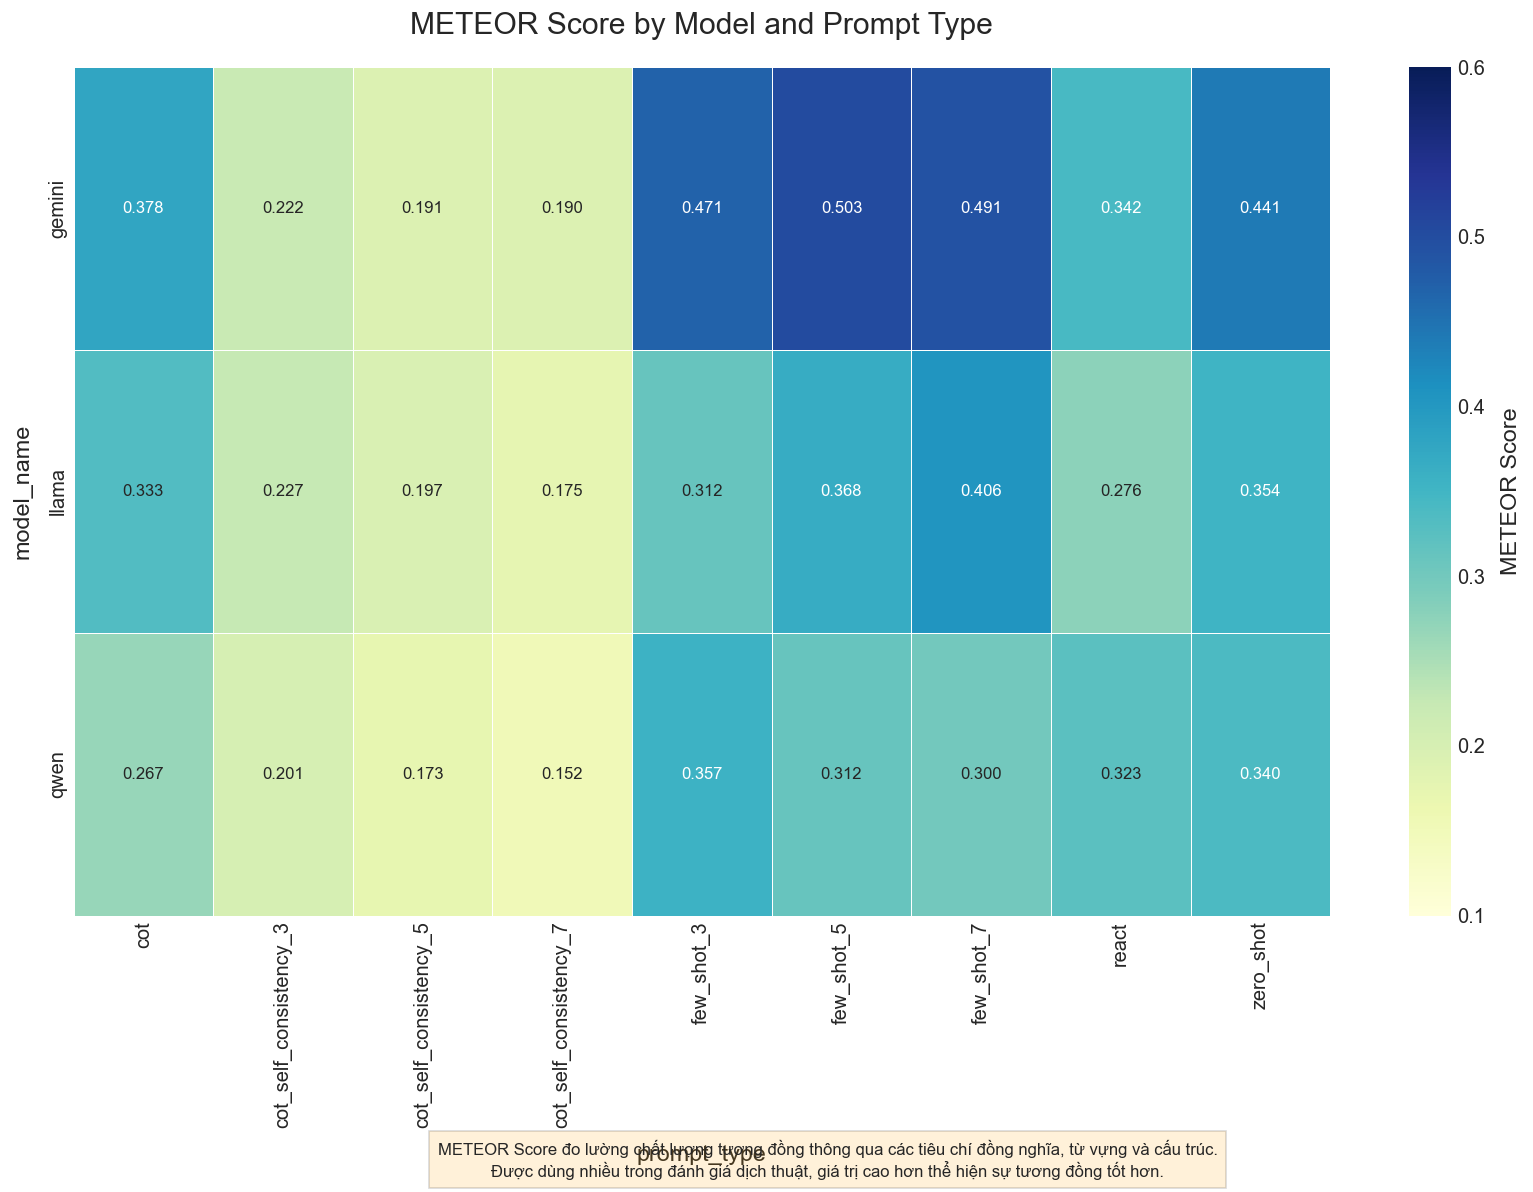 METEOR Score by Model and Prompt Type
model_name
gemini
0.378 0.222 0.191 0.190 0.471 0.503 0.491 0.342 0.441
llama
0.333 0.227 0.197 0.175 0.312 0.368 0.406 0.276 0.354
qwen
0.267 0.201 0.173 0.152 0.357 0.312 0.300 0.323 0.340
cot
cot_self_consistency_3
cot_self_consistency_5
cot_self_consistency_7
few_shot_3
few_shot_5
few_shot_7
react
zero_shot
prompt_type
0.6
0.5
0.4
0.3
0.2
0.1
METEOR Score
METEOR Score đo lường chất lượng tương đồng thông qua các tiêu chí đồng nghĩa, từ vựng và cấu trúc.
Được dùng nhiều trong đánh giá dịch thuật, giá trị cao hơn thể hiện sự tương đồng tốt hơn.